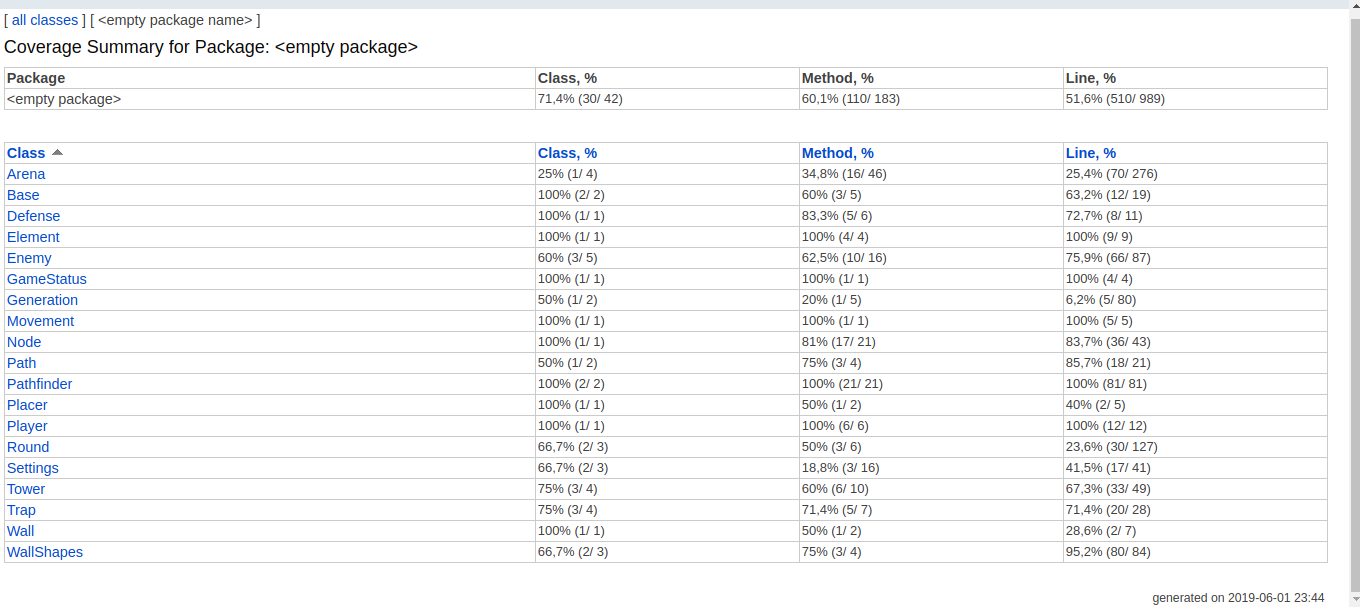 [ all classes ] [ <empty package name> ]
Coverage Summary for Package: <empty package>
Package Class, % Method, % Line, %
<empty package> 71,4% (30/ 42) 60,1% (110/ 183) 51,6% (510/ 989)
Class Class, % Method, % Line, %
Arena 25% (1/ 4) 34,8% (16/ 46) 25,4% (70/ 276)
Base 100% (2/ 2) 60% (3/ 5) 63,2% (12/ 19)
Defense 100% (1/ 1) 83,3% (5/ 6) 72,7% (8/ 11)
Element 100% (1/ 1) 100% (4/ 4) 100% (9/ 9)
Enemy 60% (3/ 5) 62,5% (10/ 16) 75,9% (66/ 87)
GameStatus 100% (1/ 1) 100% (1/ 1) 100% (4/ 4)
Generation 50% (1/ 2) 20% (1/ 5) 6,2% (5/ 80)
Movement 100% (1/ 1) 100% (1/ 1) 100% (5/ 5)
Node 100% (1/ 1) 81% (17/ 21) 83,7% (36/ 43)
Path 50% (1/ 2) 75% (3/ 4) 85,7% (18/ 21)
Pathfinder 100% (2/ 2) 100% (21/ 21) 100% (81/ 81)
Placer 100% (1/ 1) 50% (1/ 2) 40% (2/ 5)
Player 100% (1/ 1) 100% (6/ 6) 100% (12/ 12)
Round 66,7% (2/ 3) 50% (3/ 6) 23,6% (30/ 127)
Settings 66,7% (2/ 3) 18,8% (3/ 16) 41,5% (17/ 41)
Tower 75% (3/ 4) 60% (6/ 10) 67,3% (33/ 49)
Trap 75% (3/ 4) 71,4% (5/ 7) 71,4% (20/ 28)
Wall 100% (1/ 1) 50% (1/ 2) 28,6% (2/ 7)
WallShapes 66,7% (2/ 3) 75% (3/ 4) 95,2% (80/ 84)
generated on 2019-06-01 23:44